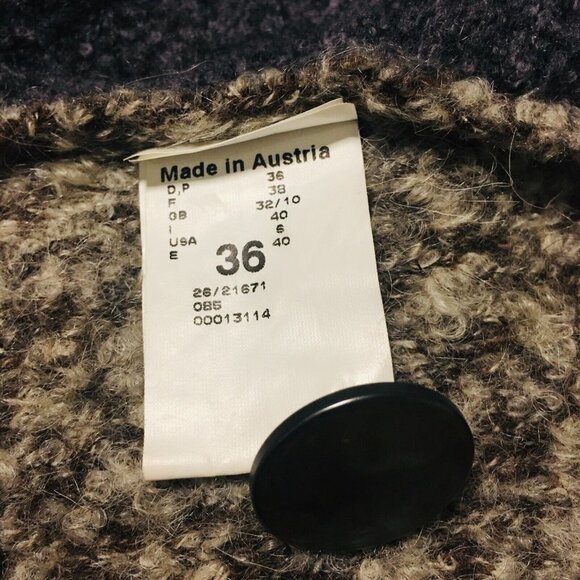 Made in Austria
D,P 36
F 38
GB 32/10
I 40
USA 6
E 40
36
26/21671
085
00013114